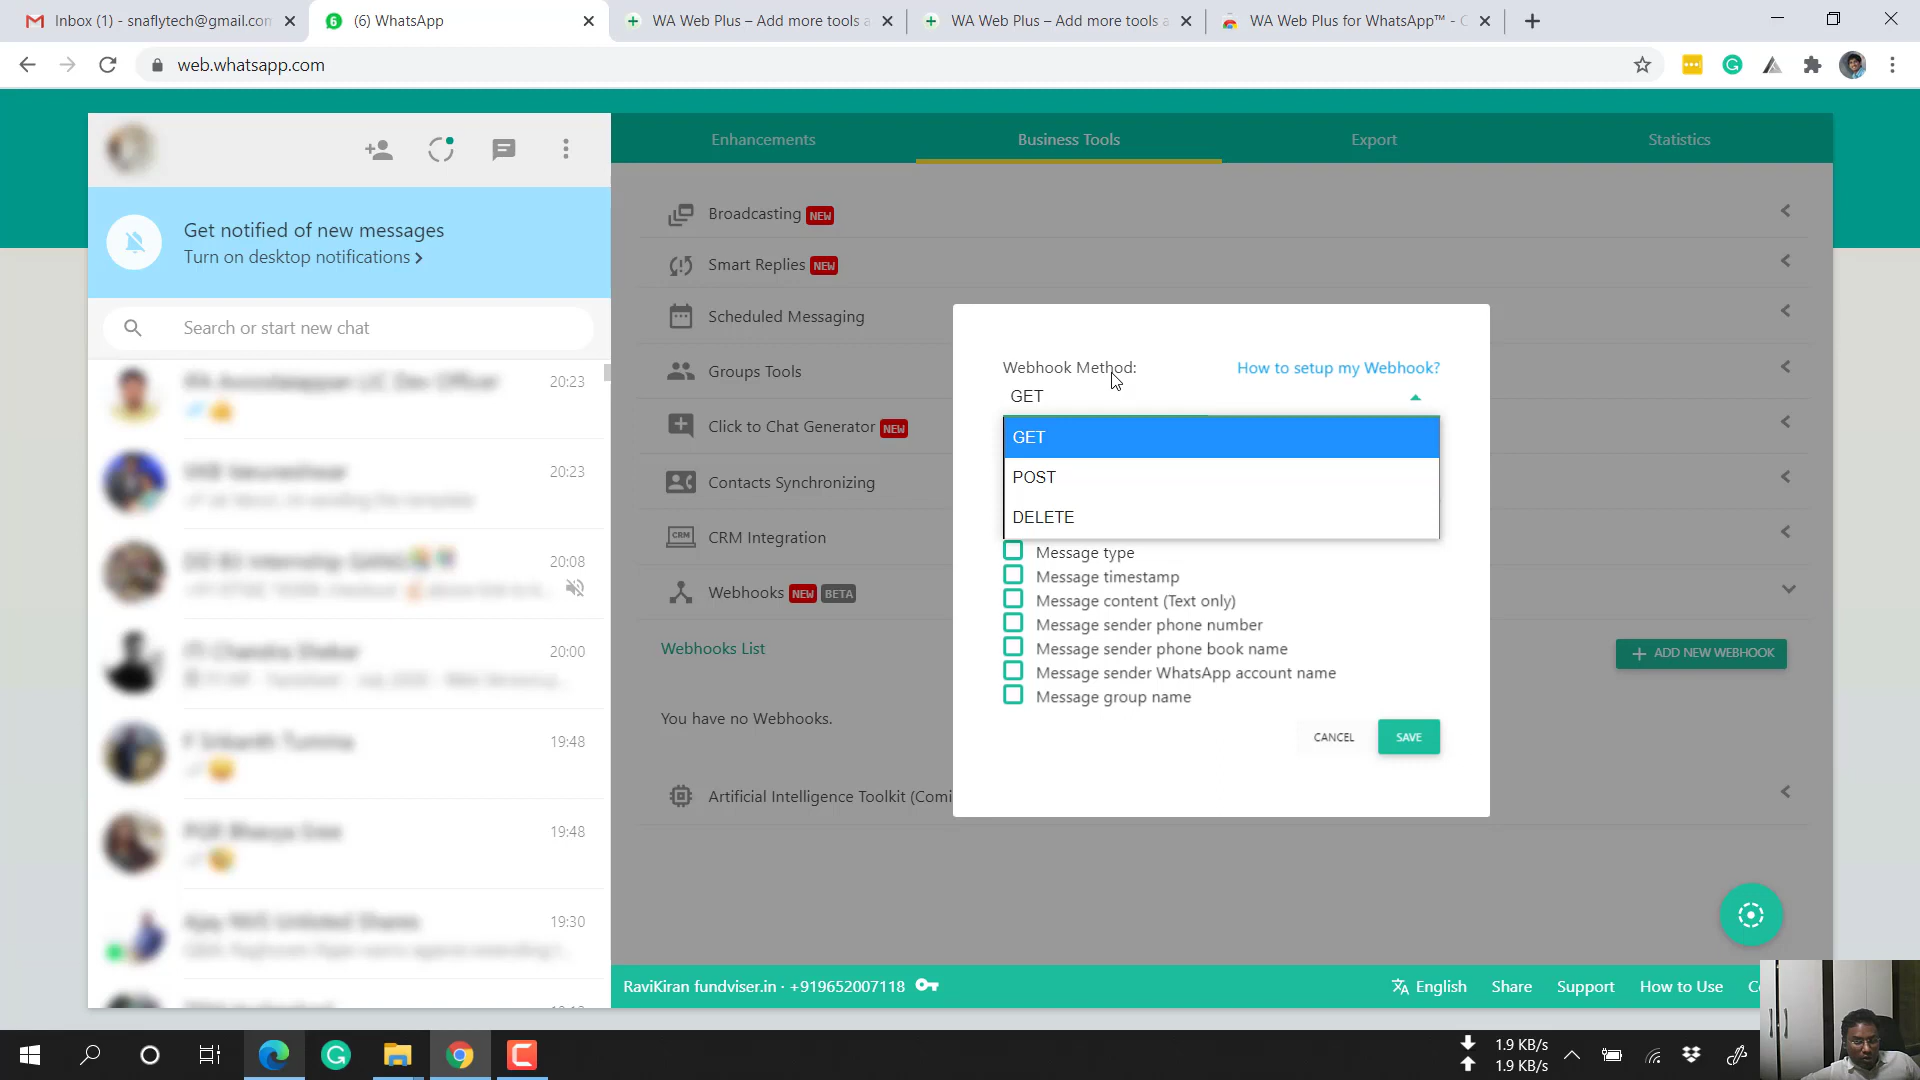 Inbox (1) - snaflytech@gmail.con
(6) WhatsApp
WA Web Plus – Add more tools a
WA Web Plus – Add more tools a
WA Web Plus for WhatsApp™ - C
web.whatsapp.com
Enhancements
Business Tools
Export
Statistics
Get notified of new messages
Turn on desktop notifications
Search or start new chat
20:23
20:23
20:08
20:00
19:48
19:48
19:30
Broadcasting NEW
Smart Replies NEW
Scheduled Messaging
Groups Tools
Click to Chat Generator NEW
Contacts Synchronizing
CRM CRM Integration
Webhooks NEW BETA
Webhooks List
ADD NEW WEBHOOK
You have no Webhooks.
Artificial Intelligence Toolkit (Comi
Webhook Method:
How to setup my Webhook?
GET
GET
POST
DELETE
Message type
Message timestamp
Message content (Text only)
Message sender phone number
Message sender phone book name
Message sender WhatsApp account name
Message group name
CANCEL
SAVE
RaviKiran fundviser.in · +919652007118
English
Share
Support
How to Use
1.9 KB/s
1.9 KB/s